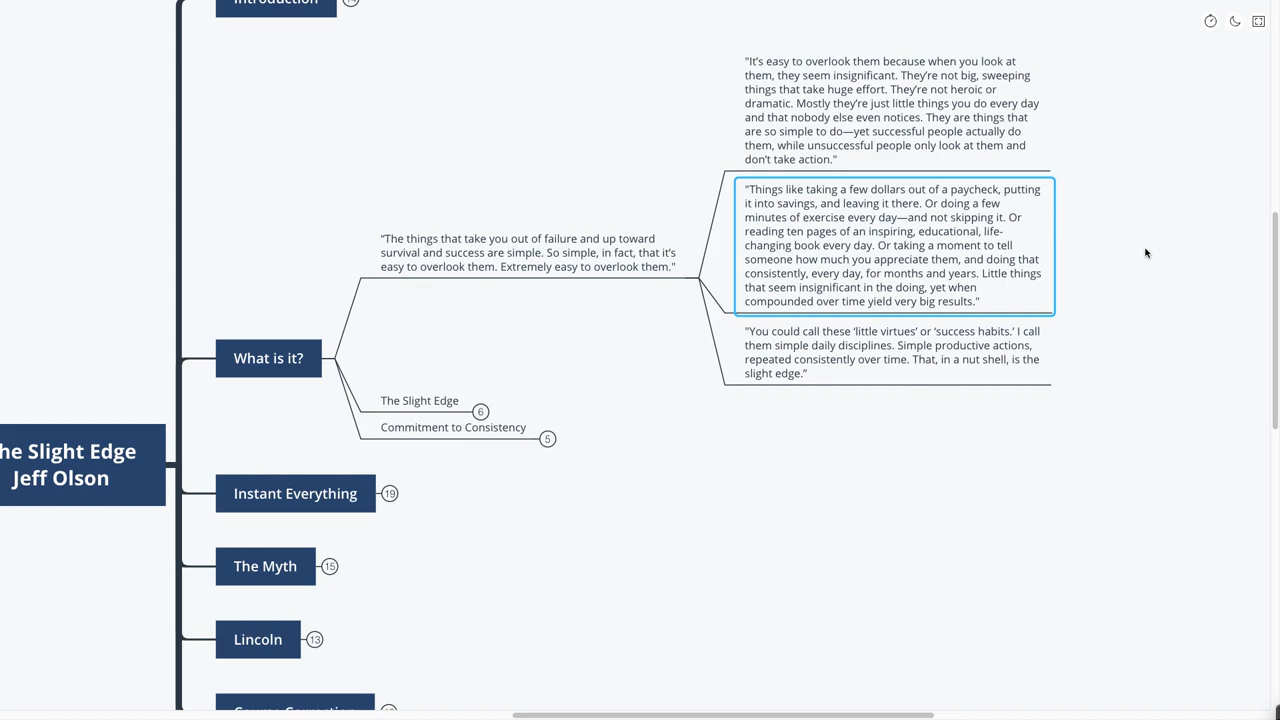 Introduction
"It's easy to overlook them because when you look at
them, they seem insignificant. They're not big, sweeping
things that take huge effort. They're not heroic or
dramatic. Mostly they're just little things you do every day
and that nobody else even notices. They are things that
are so simple to do—yet successful people actually do
them, while unsuccessful people only look at them and
don't take action."
"Things like taking a few dollars out of a paycheck, putting
it into savings, and leaving it there. Or doing a few
minutes of exercise every day—and not skipping it. Or
reading ten pages of an inspiring, educational, life-
changing book every day. Or taking a moment to tell
someone how much you appreciate them, and doing that
consistently, every day, for months and years. Little things
that seem insignificant in the doing, yet when
compounded over time yield very big results."
“The things that take you out of failure and up toward
survival and success are simple. So simple, in fact, that it’s
easy to overlook them. Extremely easy to overlook them."
"You could call these ‘little virtues’ or ‘success habits.’ I call
them simple daily disciplines. Simple productive actions,
repeated consistently over time. That, in a nut shell, is the
slight edge.”
What is it?
The Slight Edge 6
Commitment to Consistency 5
he Slight Edge
Jeff Olson
Instant Everything 19
The Myth 15
Lincoln 13
Course Correction